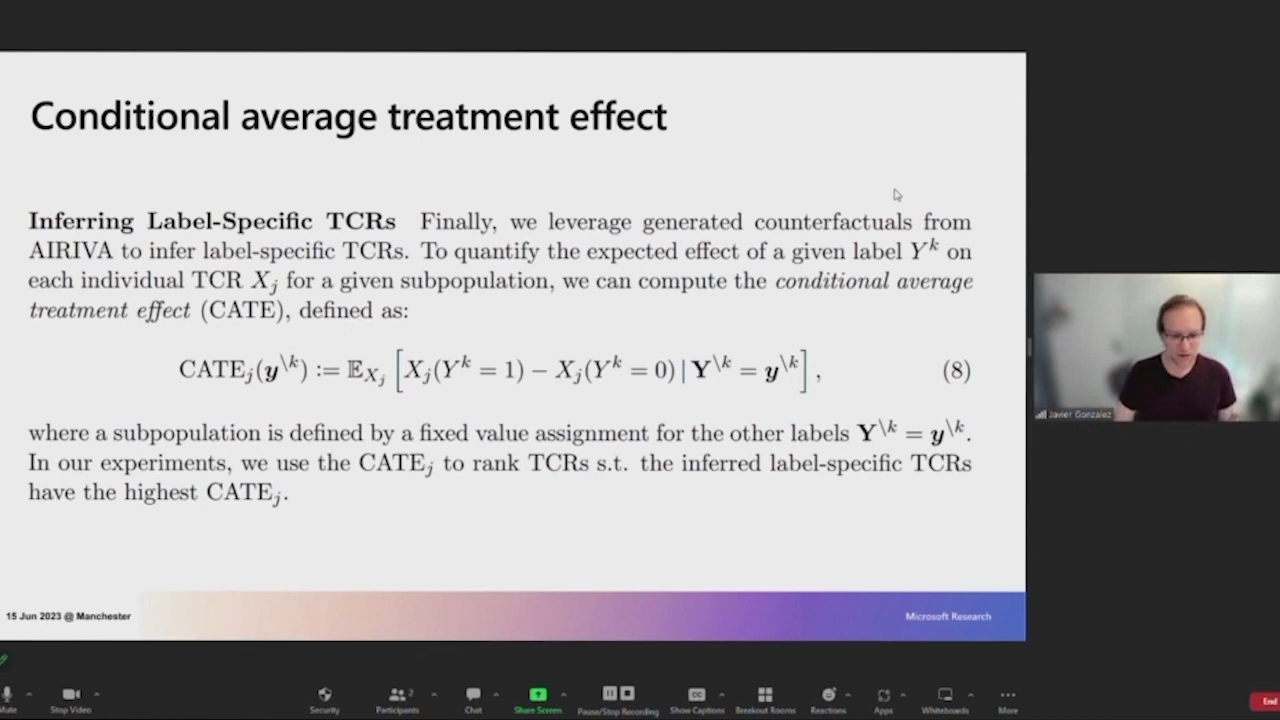 Conditional average treatment effect
Inferring Label-Specific TCRs Finally, we leverage generated counterfactuals from
AIRIVA to infer label-specific TCRs. To quantify the expected effect of a given label Y^k on
each individual TCR X_j for a given subpopulation, we can compute the conditional average
treatment effect (CATE), defined as:
CATE_j(y^{\k}) := 𝔼_{X_j} [X_j(Y^k = 1) − X_j(Y^k = 0) | Y^{\k} = y^{\k}] , (8)
where a subpopulation is defined by a fixed value assignment for the other labels Y^{\k} = y^{\k}.
In our experiments, we use the CATE_j to rank TCRs s.t. the inferred label-specific TCRs
have the highest CATE_j.
15 Jun 2023 @ Manchester
Microsoft Research
Javier Gonzalez
Mute
Stop Video
Security
Participants
2
Chat
Share Screen
Pause/Stop Recording
CC
Show Captions
Breakout Rooms
Reactions
Apps
Whiteboards
More
End